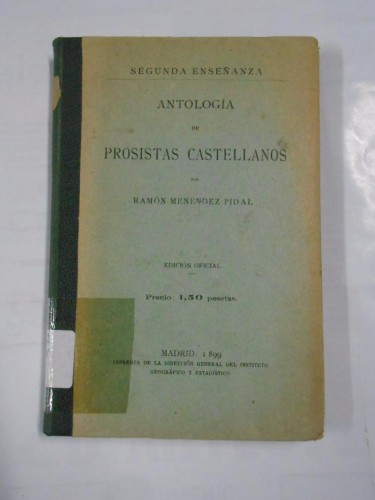 SEGUNDA ENSEÑANZA
ANTOLOGÍA
DE
PROSISTAS CASTELLANOS
POR
RAMÓN MENÉNDEZ PIDAL
EDICIÓN OFICIAL
Precio: 1,50 pesetas.
MADRID: 1899
IMPRENTA DE LA DIRECCIÓN GENERAL DEL INSTITUTO
GEOGRÁFICO Y ESTADÍSTICO